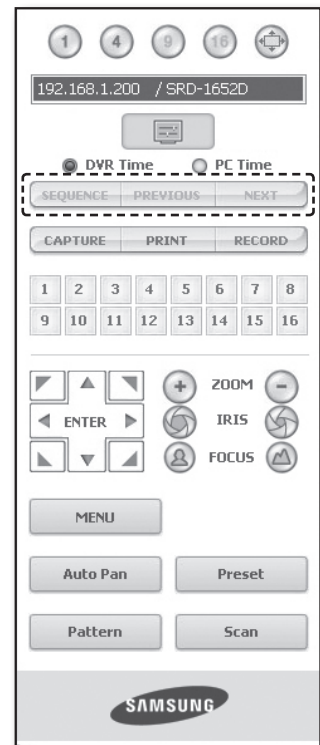 1 4 9 16
192.168.1.200 / SRD-1652D
DVR Time PC Time
SEQUENCE PREVIOUS NEXT
CAPTURE PRINT RECORD
1 2 3 4 5 6 7 8
9 10 11 12 13 14 15 16
ZOOM
ENTER IRIS
FOCUS
MENU
Auto Pan Preset
Pattern Scan
SAMSUNG